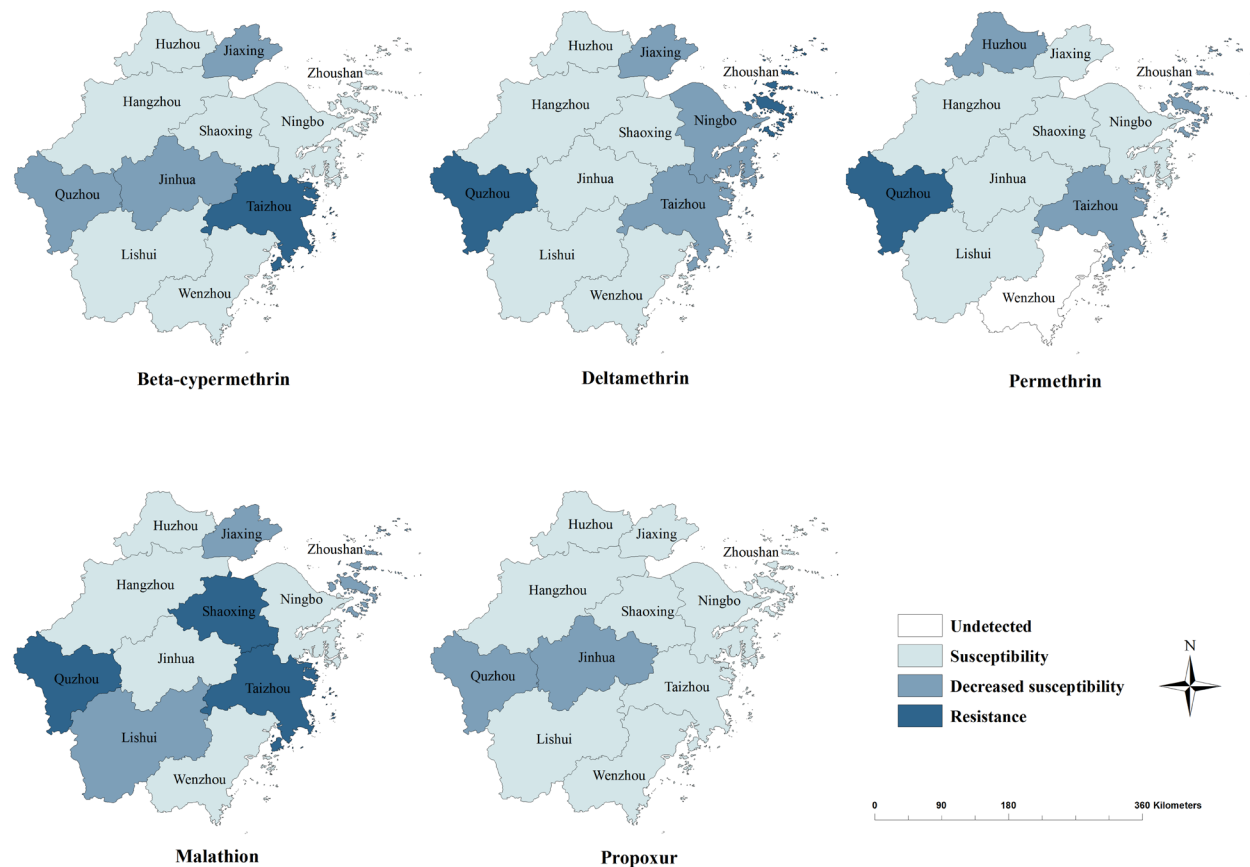 Huzhou
Jiaxing
Zhoushan
Hangzhou
Shaoxing
Ningbo
Quzhou
Jinhua
Taizhou
Lishui
Wenzhou
Beta-cypermethrin
Huzhou
Jiaxing
Zhoushan
Hangzhou
Ningbo
Shaoxing
Quzhou
Jinhua
Taizhou
Lishui
Wenzhou
Deltamethrin
Huzhou
Jiaxing
Zhoushan
Hangzhou
Shaoxing
Ningbo
Quzhou
Jinhua
Taizhou
Lishui
Wenzhou
Permethrin
Huzhou
Jiaxing
Zhoushan
Hangzhou
Shaoxing
Ningbo
Quzhou
Jinhua
Taizhou
Lishui
Wenzhou
Malathion
Huzhou
Jiaxing
Zhoushan
Hangzhou
Shaoxing
Ningbo
Quzhou
Jinhua
Taizhou
Lishui
Wenzhou
Propoxur
Undetected
Susceptibility
Decreased susceptibility
Resistance
N
0 90 180 360 Kilometers